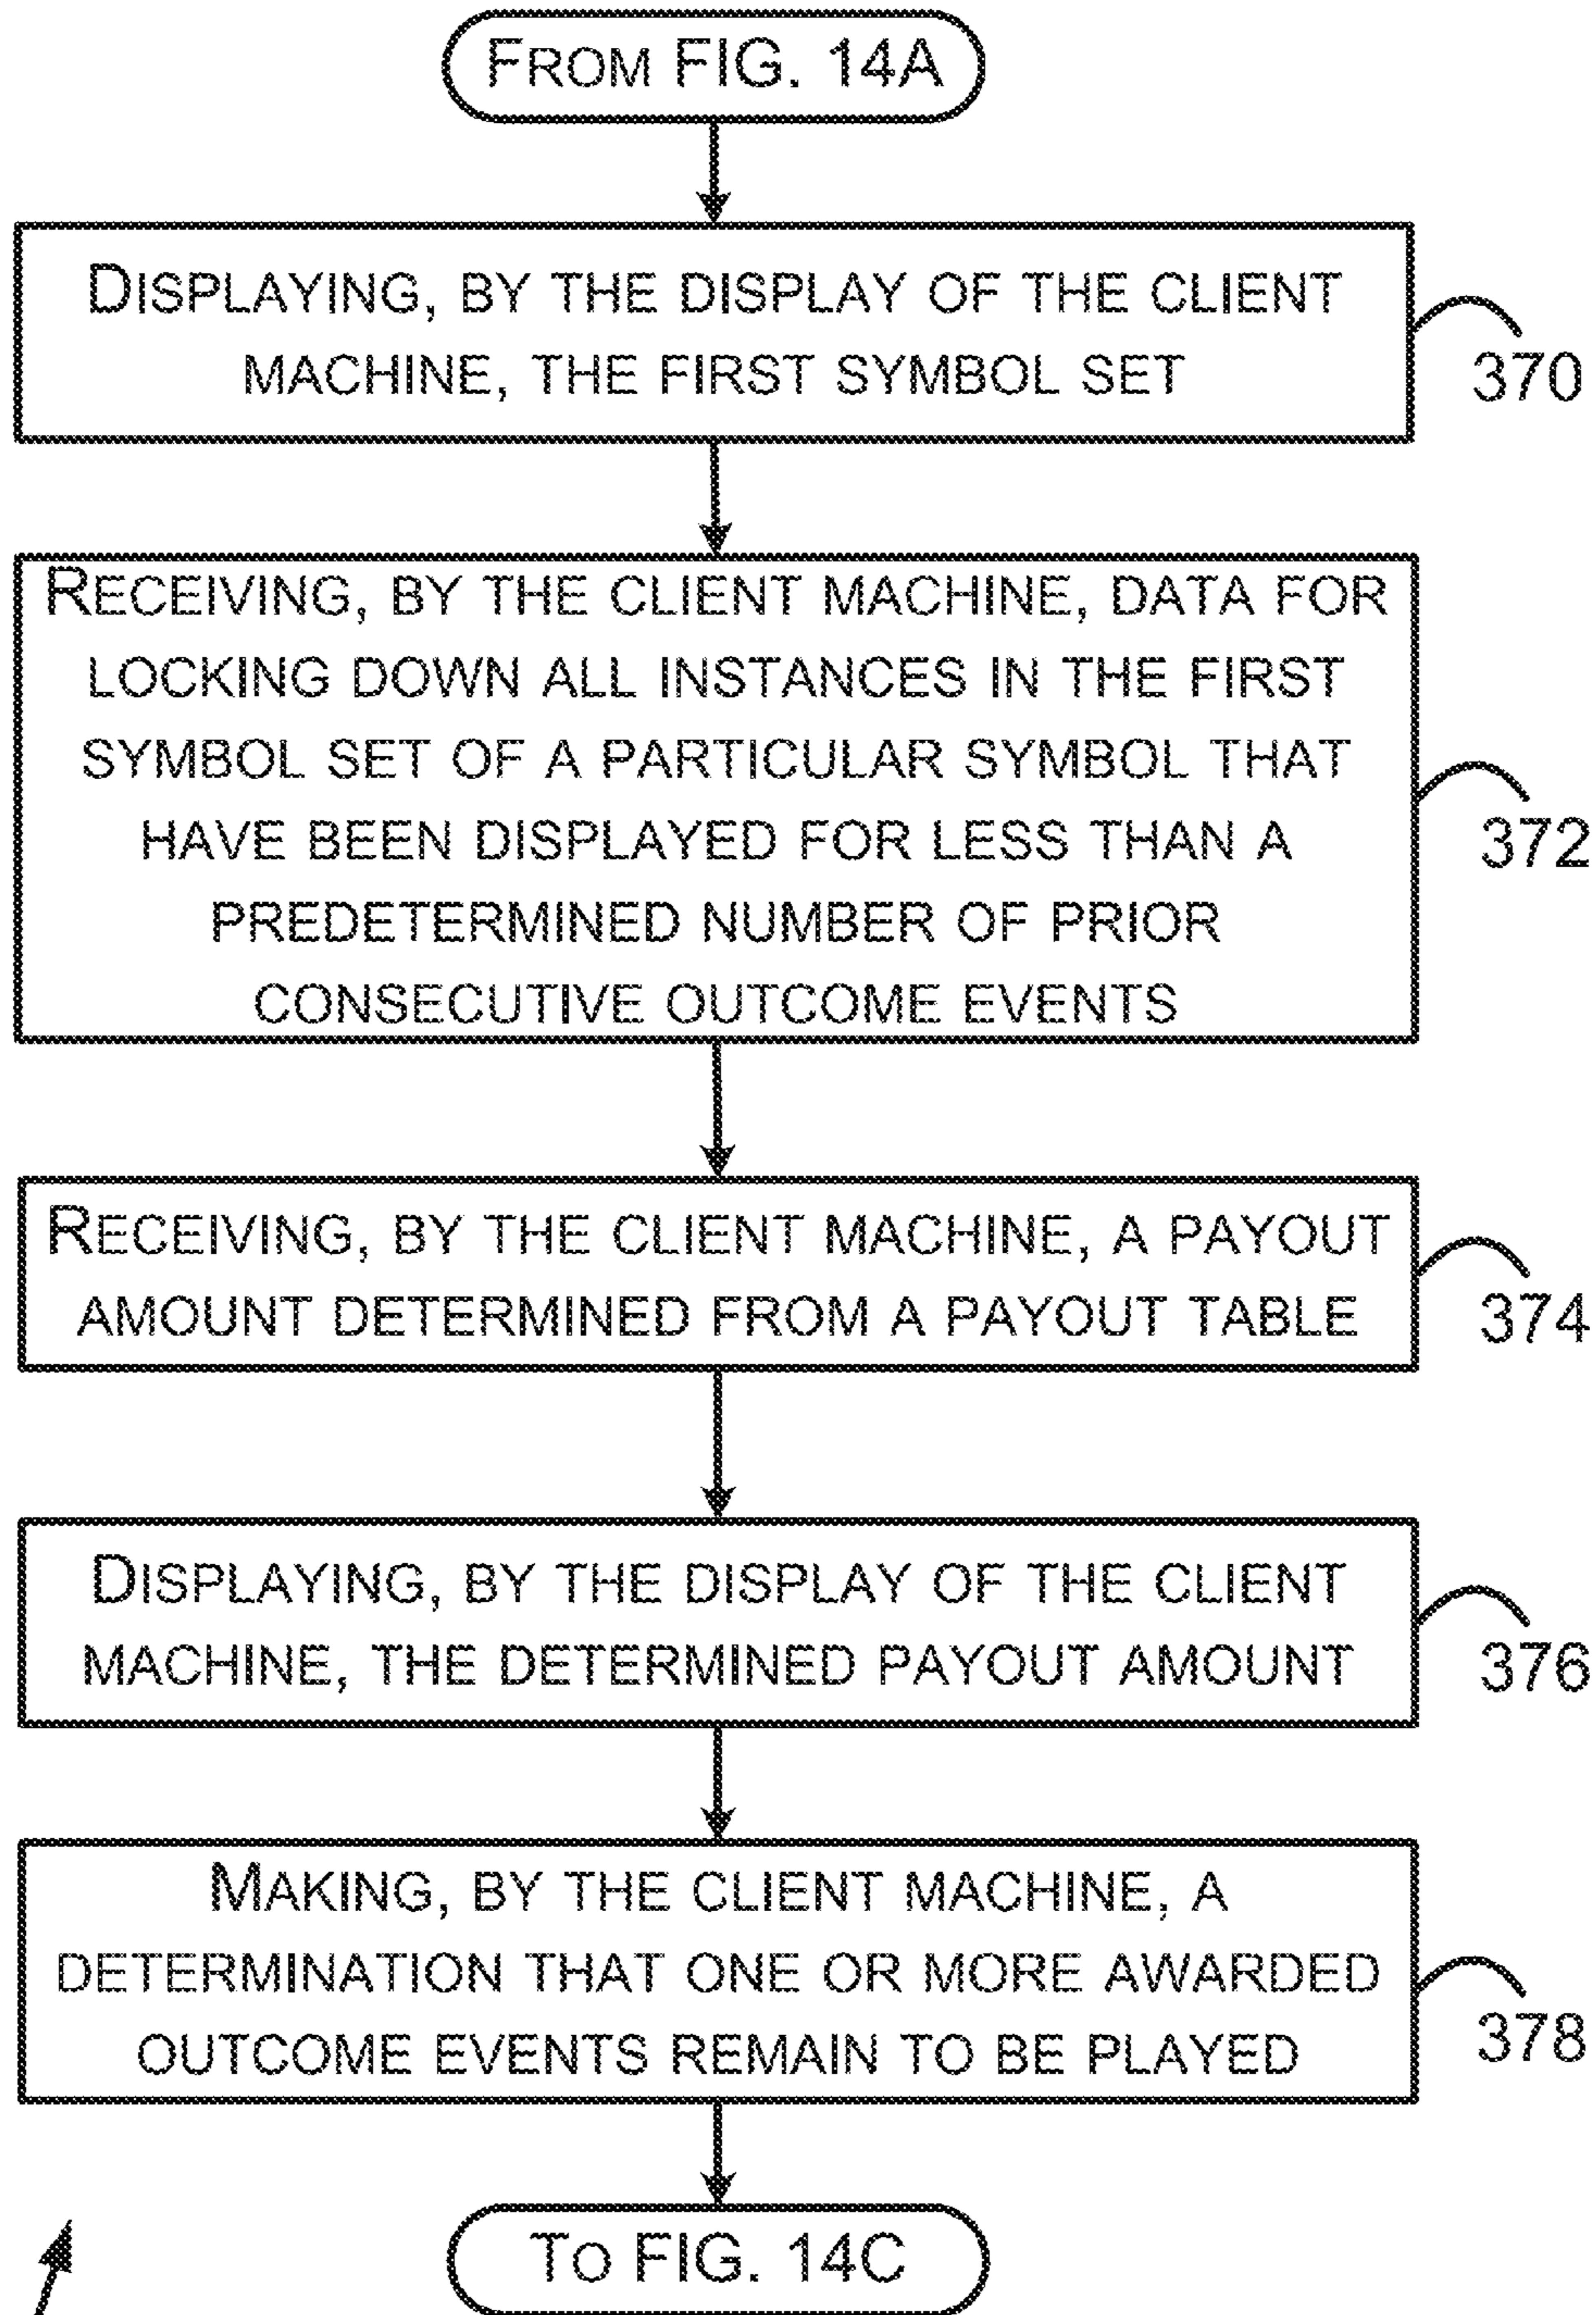 FROM FIG. 14A
DISPLAYING, BY THE DISPLAY OF THE CLIENT
MACHINE, THE FIRST SYMBOL SET
370
RECEIVING, BY THE CLIENT MACHINE, DATA FOR
LOCKING DOWN ALL INSTANCES IN THE FIRST
SYMBOL SET OF A PARTICULAR SYMBOL THAT
HAVE BEEN DISPLAYED FOR LESS THAN A
PREDETERMINED NUMBER OF PRIOR
CONSECUTIVE OUTCOME EVENTS
372
RECEIVING, BY THE CLIENT MACHINE, A PAYOUT
AMOUNT DETERMINED FROM A PAYOUT TABLE
374
DISPLAYING, BY THE DISPLAY OF THE CLIENT
MACHINE, THE DETERMINED PAYOUT AMOUNT
376
MAKING, BY THE CLIENT MACHINE, A
DETERMINATION THAT ONE OR MORE AWARDED
OUTCOME EVENTS REMAIN TO BE PLAYED
378
TO FIG. 14C